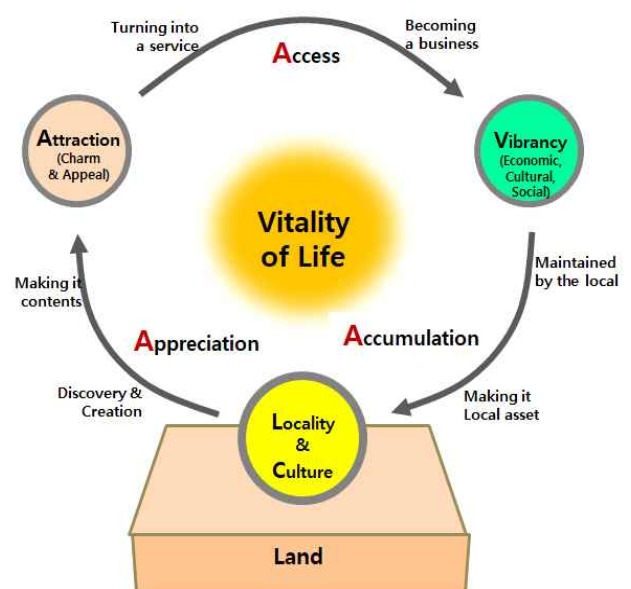 Turning into
a service
Becoming
a business
Access
Attraction
(Charm
& Appeal)
Vibrancy
(Economic,
Cultural,
Social)
Vitality
of Life
Making it
contents
Maintained
by the local
Appreciation
Accumulation
Discovery &
Creation
Making it
Local asset
Locality
&
Culture
Land